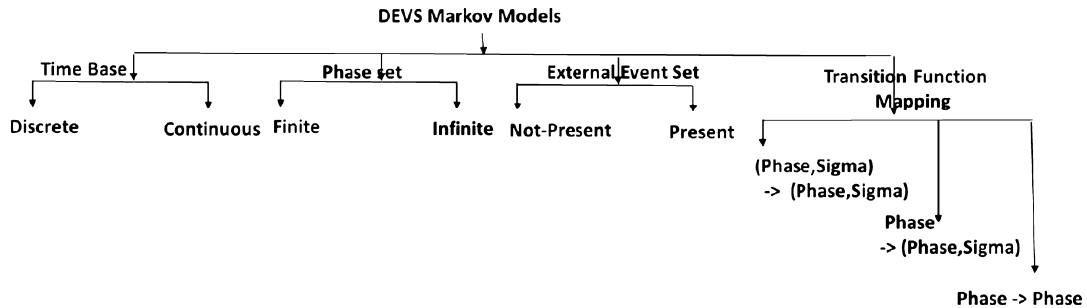 DEVS Markov Models
Time Base
Phase set
External Event Set
Transition Function
Mapping
Discrete
Continuous
Finite
Infinite
Not-Present
Present
(Phase,Sigma)
-> (Phase,Sigma)
Phase
-> (Phase,Sigma)
Phase -> Phase